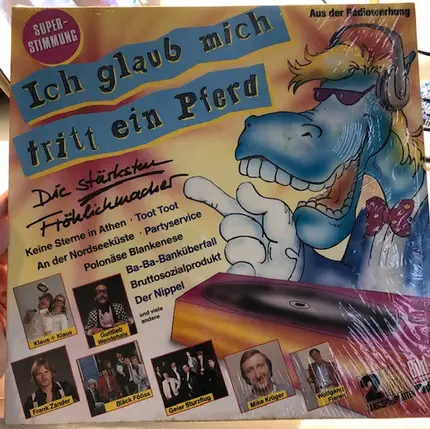 Aus der Radiowerbung
SUPER-
STIMMUNG
Ich glaub mich
tritt ein Pferd
Die stärksten
Fröhlichmacher
Keine Sterne in Athen · Toot Toot
An der Nordseeküste · Partyservice
Polonäse Blankenese
Ba-Ba-Banküberfall
Bruttosozialprodukt
Der Nippel
und viele
andere
Klaus + Klaus
Gottlieb
Wendehals
Frank Zander
Bläck Fööss
Geier Sturzflug
Mike Krüger
Wolfgang
2